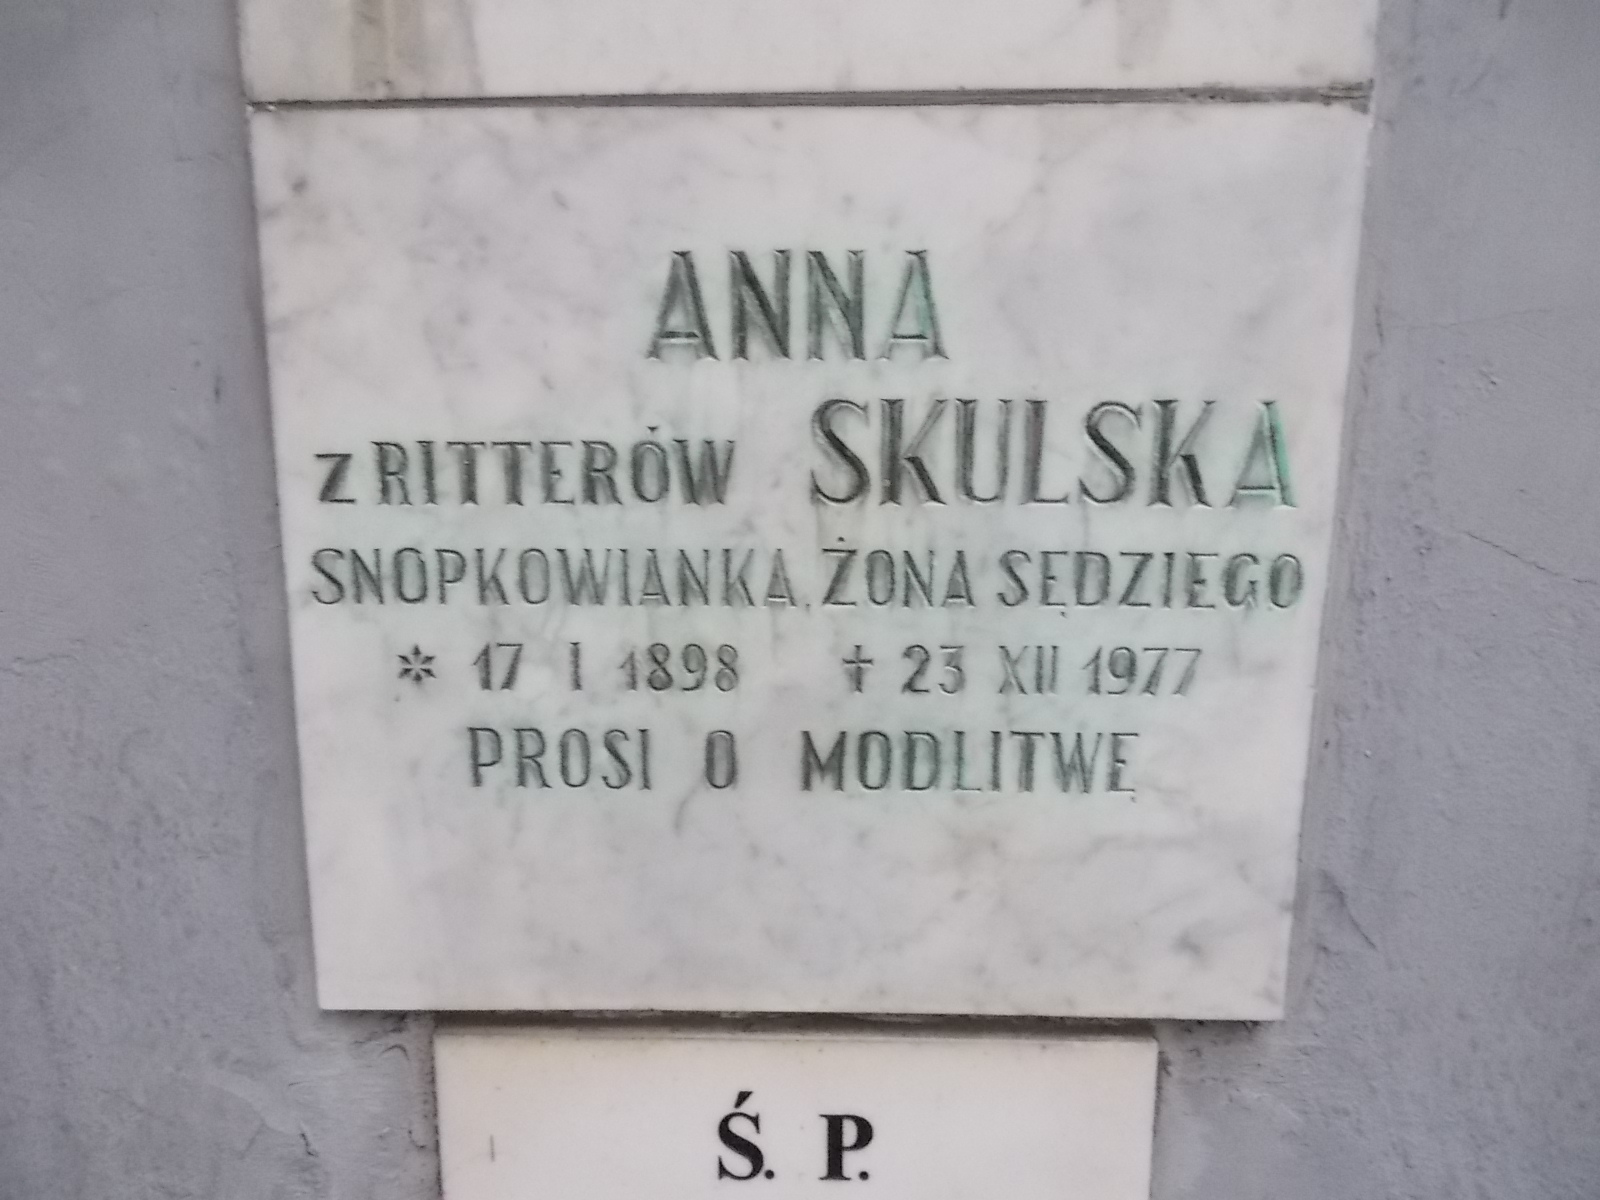 ANNA
z RITTERÓW SKULSKA
SNOPKOWIANKA, ŻONA SĘDZIEGO
* 17 I 1898 † 23 XII 1977
PROSI O MODLITWĘ
Ś. P.